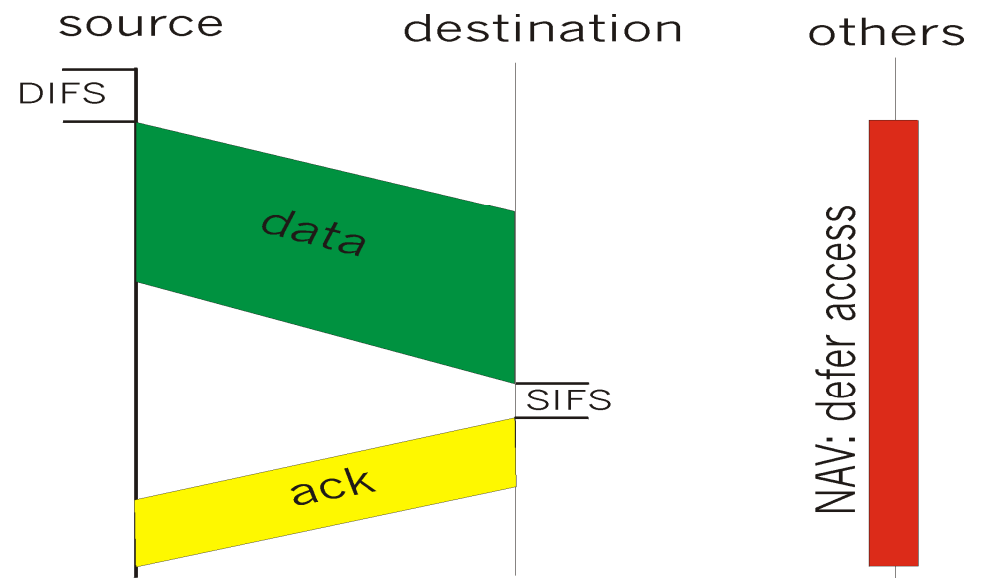 source
destination
others
DIFS
data
SIFS
ack
NAV: defer access